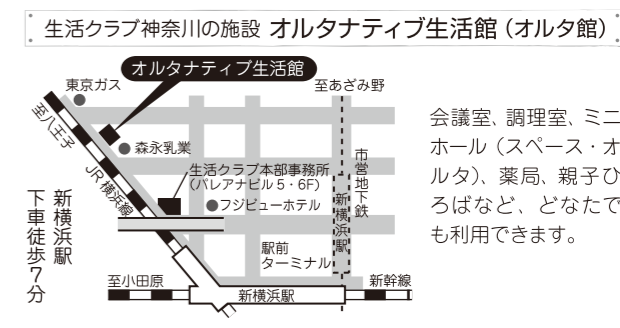 生活クラブ神奈川の施設 オルタナティブ生活館(オルタ館)
オルタナティブ生活館
東京ガス
至あざみ野
至八王子
森永乳業
JR横浜線
生活クラブ本部事務所
(パレアナビル5・6F)
フジビューホテル
市営地下鉄
新横浜駅
新横浜駅
下車徒歩7分
駅前
ターミナル
至小田原
新幹線
新横浜駅
会議室、調理室、ミニ
ホール(スペース・オ
ルタ)、薬局、親子ひ
ろばなど、どなたで
も利用できます。